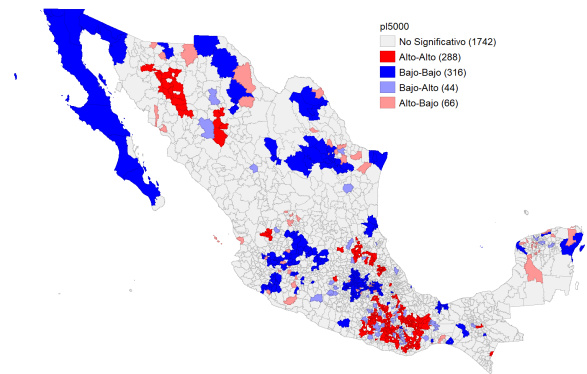 pl5000
No Significativo (1742)
Alto-Alto (288)
Bajo-Bajo (316)
Bajo-Alto (44)
Alto-Bajo (66)